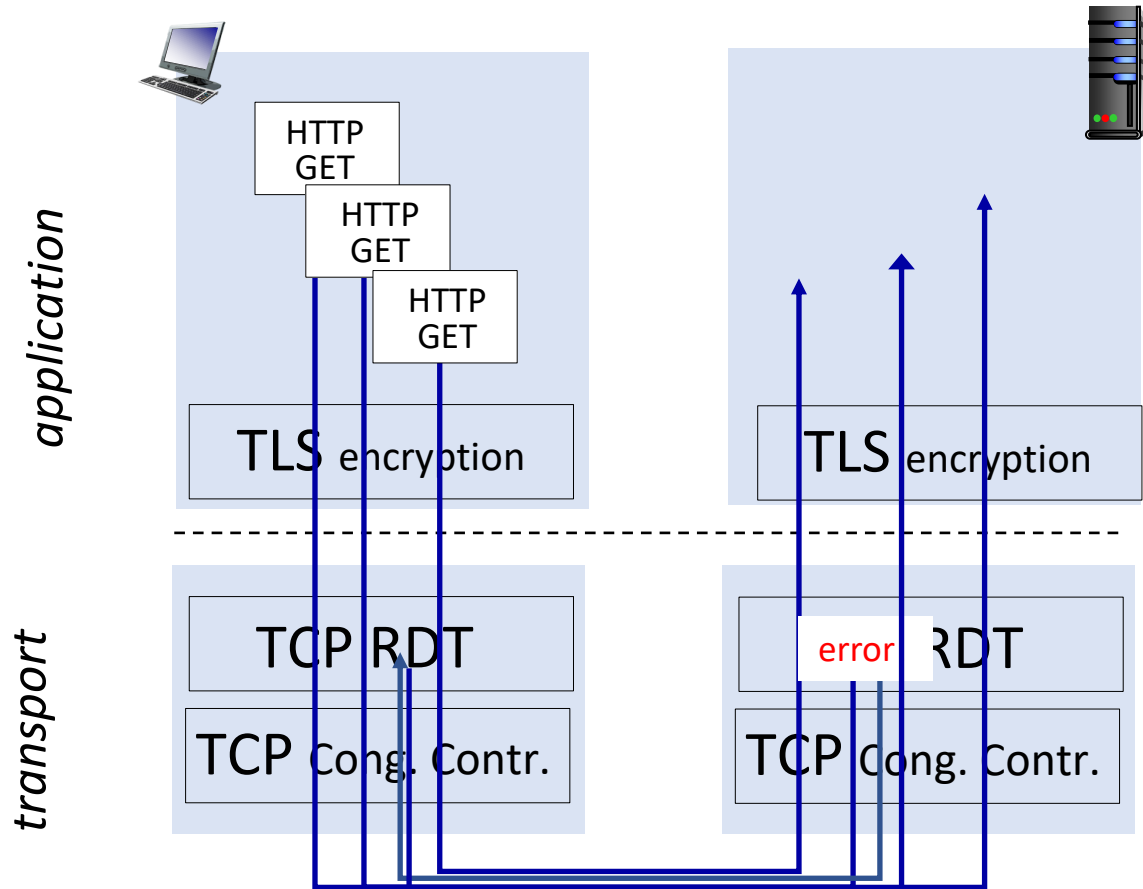 application
HTTP
GET
HTTP
GET
HTTP
GET
TLS encryption
TLS encryption
transport
TCP RDT
error RDT
TCP Cong. Contr.
TCP Cong. Contr.